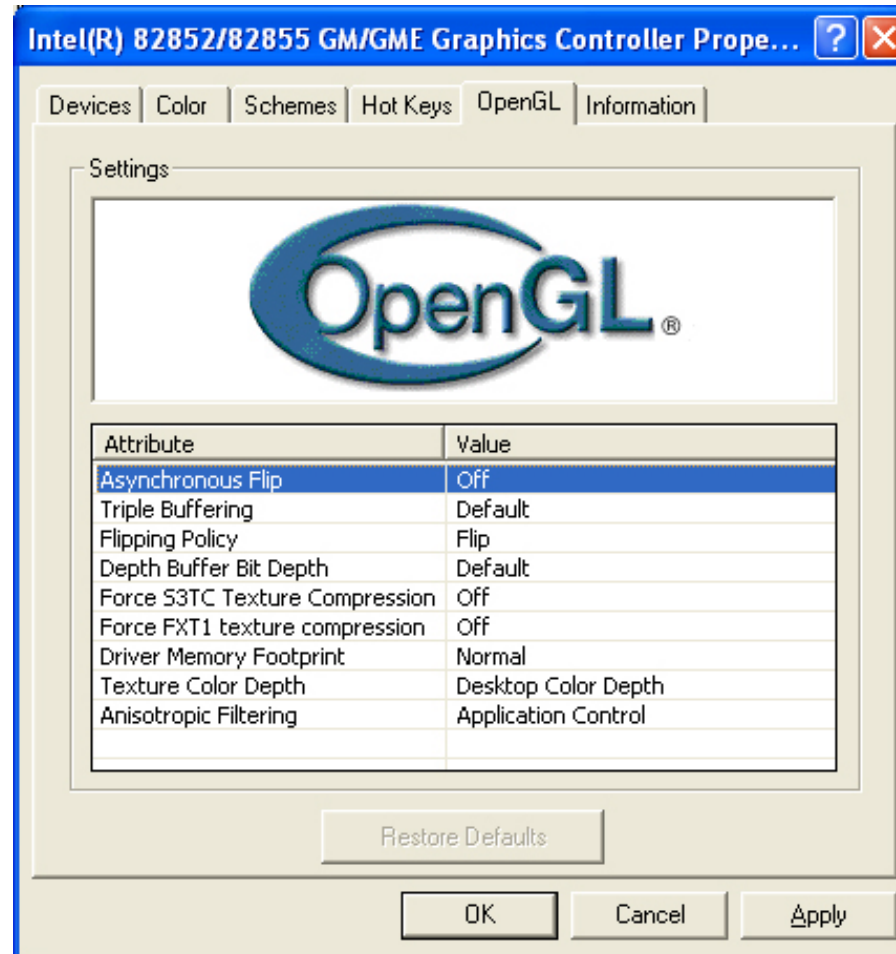 Intel(R) 82852/82855 GM/GME Graphics Controller Prope... ?
Devices Color Schemes Hot Keys OpenGL Information
Settings
OpenGL®
Attribute Value
Asynchronous Flip Off
Triple Buffering Default
Flipping Policy Flip
Depth Buffer Bit Depth Default
Force S3TC Texture Compression Off
Force FXT1 texture compression Off
Driver Memory Footprint Normal
Texture Color Depth Desktop Color Depth
Anisotropic Filtering Application Control
Restore Defaults
OK Cancel Apply